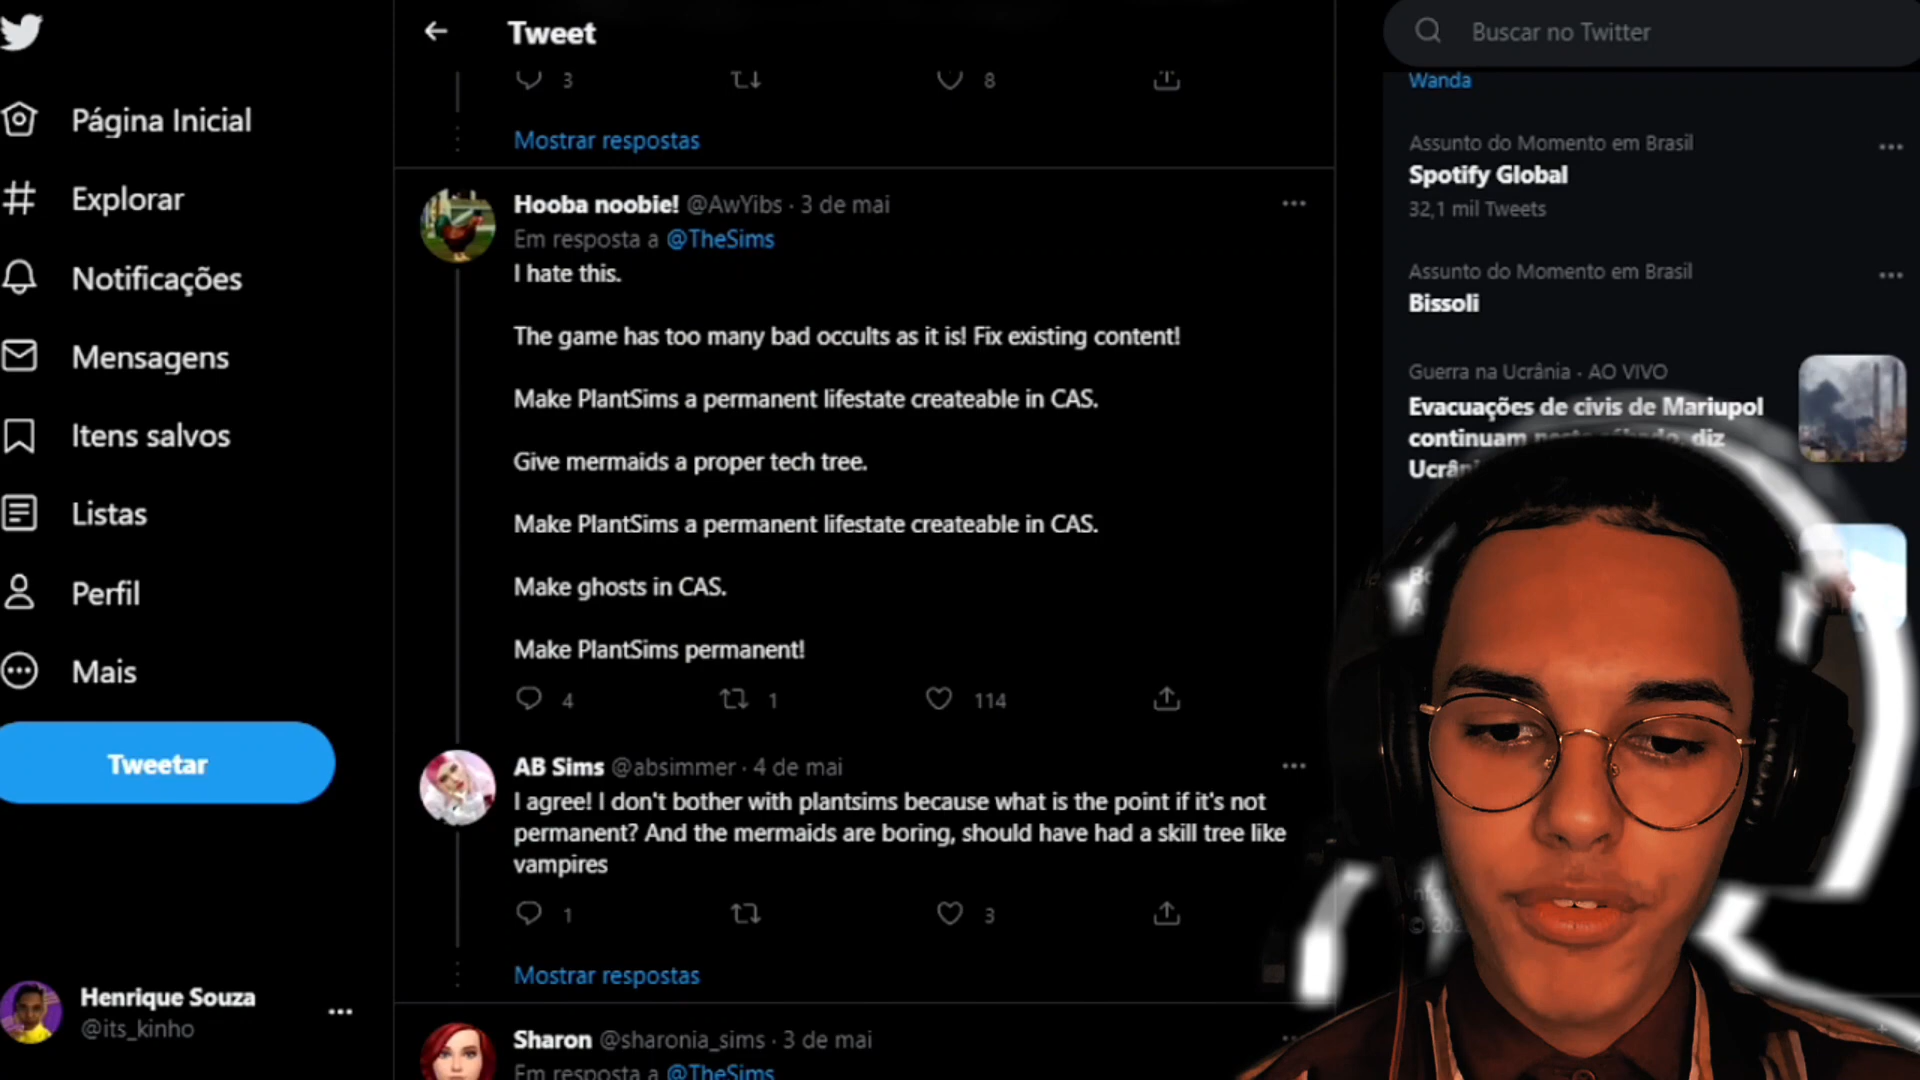 Tweet
Buscar no Twitter
3
8
Mostrar respostas
Página Inicial
Explorar
Notificações
Mensagens
Itens salvos
Listas
Perfil
Mais
Tweetar
Henrique Souza
@its_kinho
Hooba noobie! @AwYibs · 3 de mai
Em resposta a @TheSims
I hate this.
The game has too many bad occults as it is! Fix existing content!
Make PlantSims a permanent lifestate createable in CAS.
Give mermaids a proper tech tree.
Make PlantSims a permanent lifestate createable in CAS.
Make ghosts in CAS.
Make PlantSims permanent!
4
1
114
AB Sims @absimmer · 4 de mai
I agree! I don't bother with plantsims because what is the point if it's not
permanent? And the mermaids are boring, should have had a skill tree like
vampires
1
3
Mostrar respostas
Sharon @sharonia_sims · 3 de mai
Em resposta a @TheSims
Wanda
Assunto do Momento em Brasil
Spotify Global
32,1 mil Tweets
Assunto do Momento em Brasil
Bissoli
Guerra na Ucrânia · AO VIVO
Evacuações de civis de Mariupol
continuam neste sábado, diz